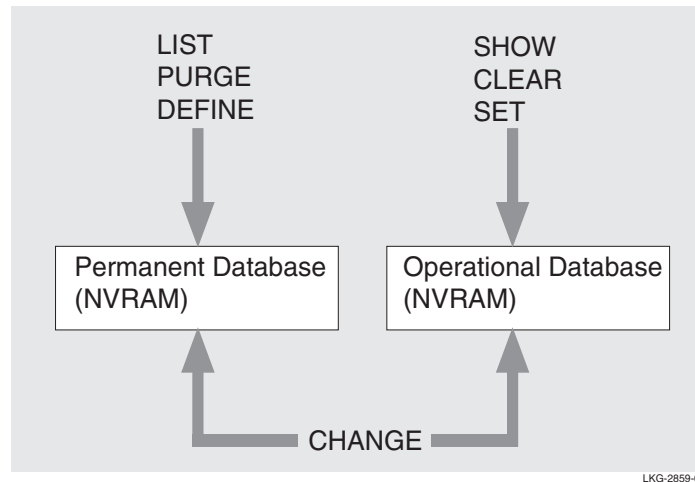 LIST
PURGE
DEFINE
SHOW
CLEAR
SET
Permanent Database
(NVRAM)
Operational Database
(NVRAM)
CHANGE